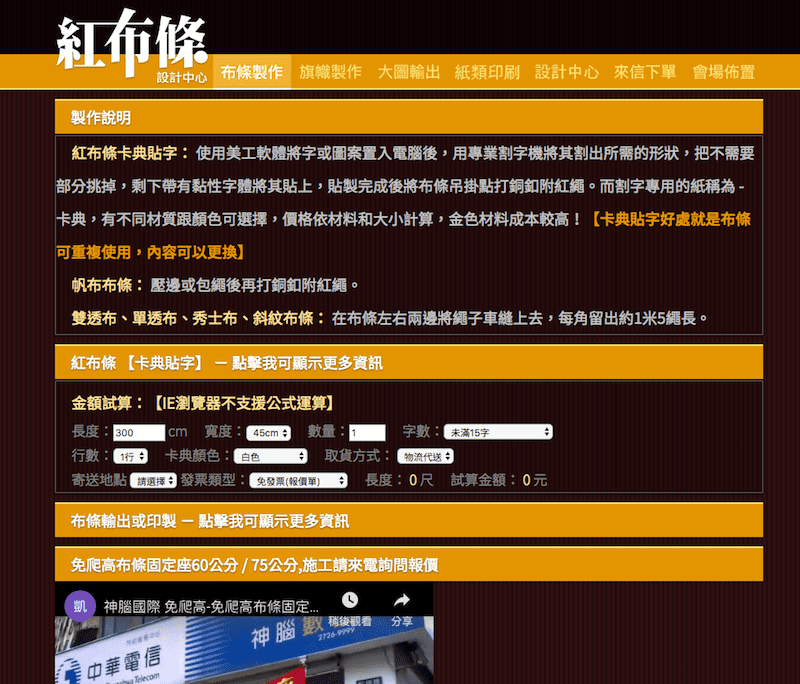 紅布條
設計中心
布條製作 旗幟製作 大圖輸出 紙類印刷 設計中心 來信下單 會場佈置
製作說明
紅布條卡典貼字： 使用美工軟體將字或圖案置入電腦後，用專業割字機將其割出所需的形狀，把不需要
部分挑掉，剩下帶有黏性字體將其貼上，貼製完成後將布條吊掛點打銅釦附紅繩。而割字專用的紙稱為 -
卡典，有不同材質跟顏色可選擇，價格依材料和大小計算，金色材料成本較高！【卡典貼字好處就是布條
可重複使用，內容可以更換】
帆布布條： 壓邊或包繩後再打銅釦附紅繩。
雙透布、單透布、秀士布、斜紋布條： 在布條左右兩邊將繩子車縫上去，每角留出約1米5繩長。
紅布條 【卡典貼字】 － 點擊我可顯示更多資訊
金額試算：【IE瀏覽器不支援公式運算】
長度：300 cm 寬度：45cm 數量：1 字數：未滿15字
行數：1行 卡典顏色：白色 取貨方式：物流代送
寄送地點 請選擇 發票類型：免發票(報價單) 長度：0 尺 試算金額：0 元
布條輸出或印製 － 點擊我可顯示更多資訊
免爬高布條固定座60公分 / 75公分,施工請來電詢問報價
凱 神腦國際 免爬高-免爬高布條固定... 稍後觀看 分享
神腦數
2726-9999
中華電信
Telecom